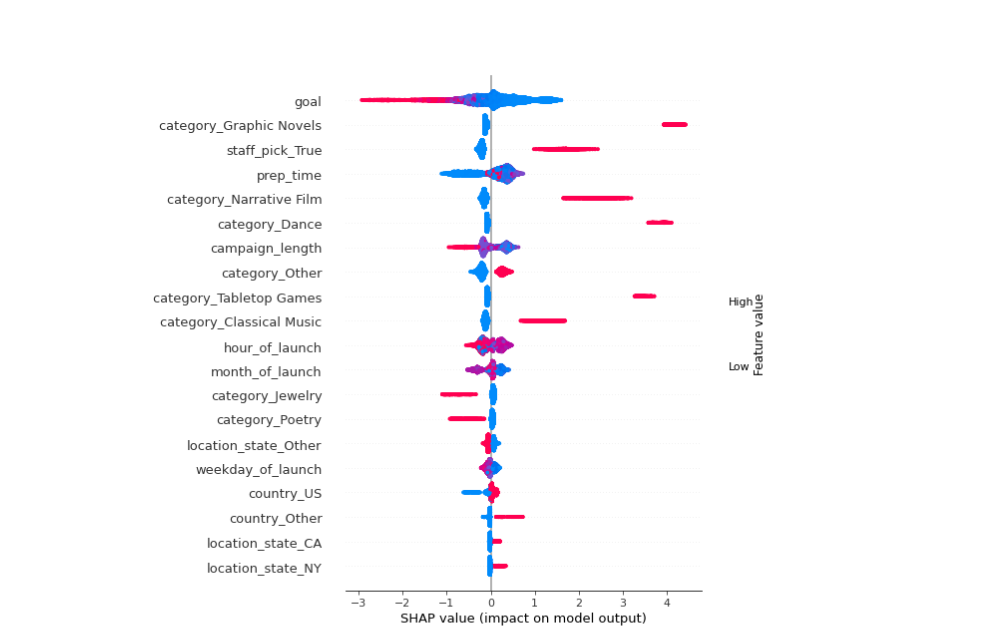 goal
category_Graphic Novels
staff_pick_True
prep_time
category_Narrative Film
category_Dance
campaign_length
category_Other
category_Tabletop Games
category_Classical Music
hour_of_launch
month_of_launch
category_Jewelry
category_Poetry
location_state_Other
weekday_of_launch
country_US
country_Other
location_state_CA
location_state_NY
High
Low
Feature value
−3 −2 −1 0 1 2 3 4
SHAP value (impact on model output)